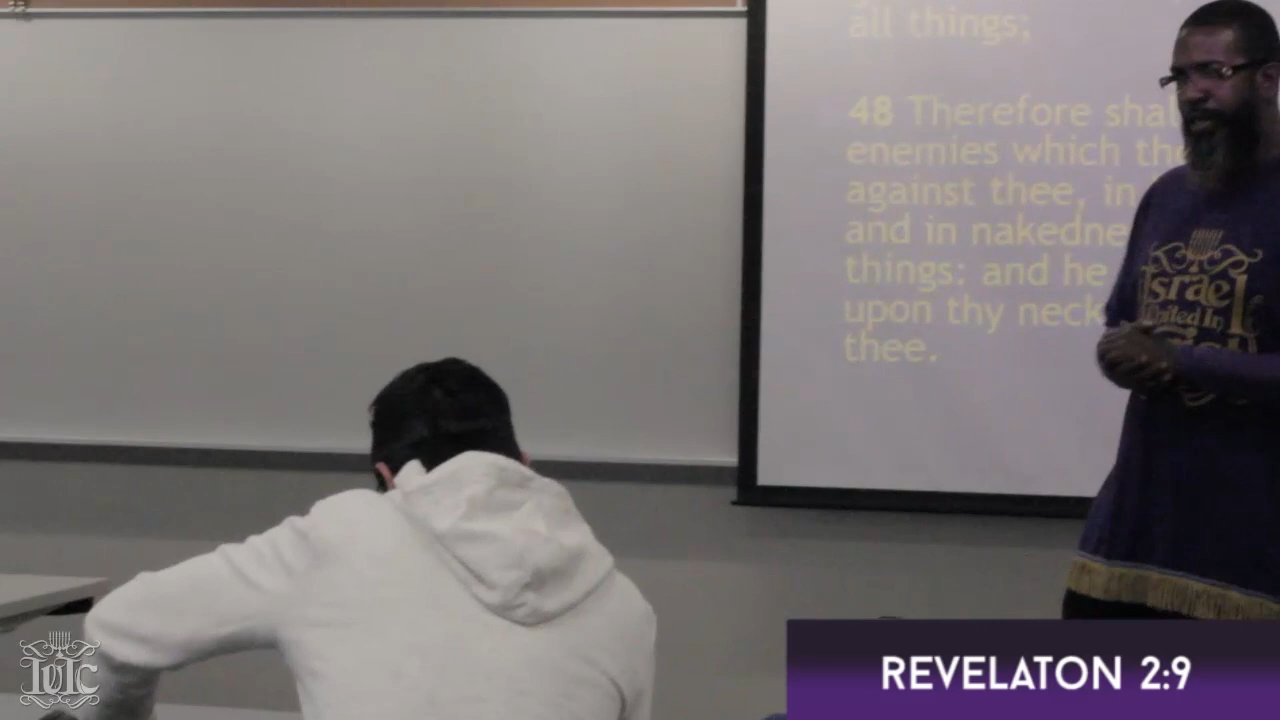 all things;
48 Therefore shal
enemies which the
against thee, in
and in nakedne
things: and he
upon thy neck
thee.
Israel
United In
IUIC
REVELATON 2:9